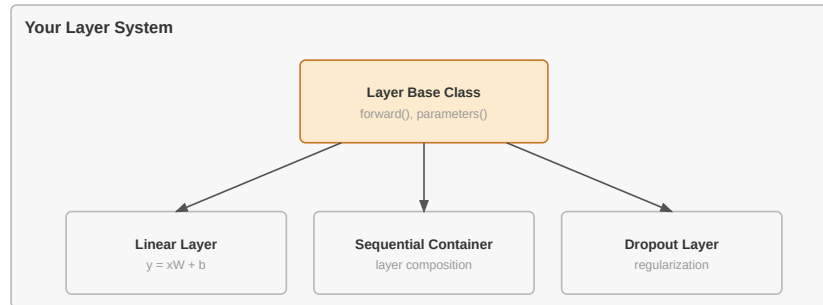 Your Layer System
Layer Base Class
forward(), parameters()
Linear Layer
y = xW + b
Sequential Container
layer composition
Dropout Layer
regularization